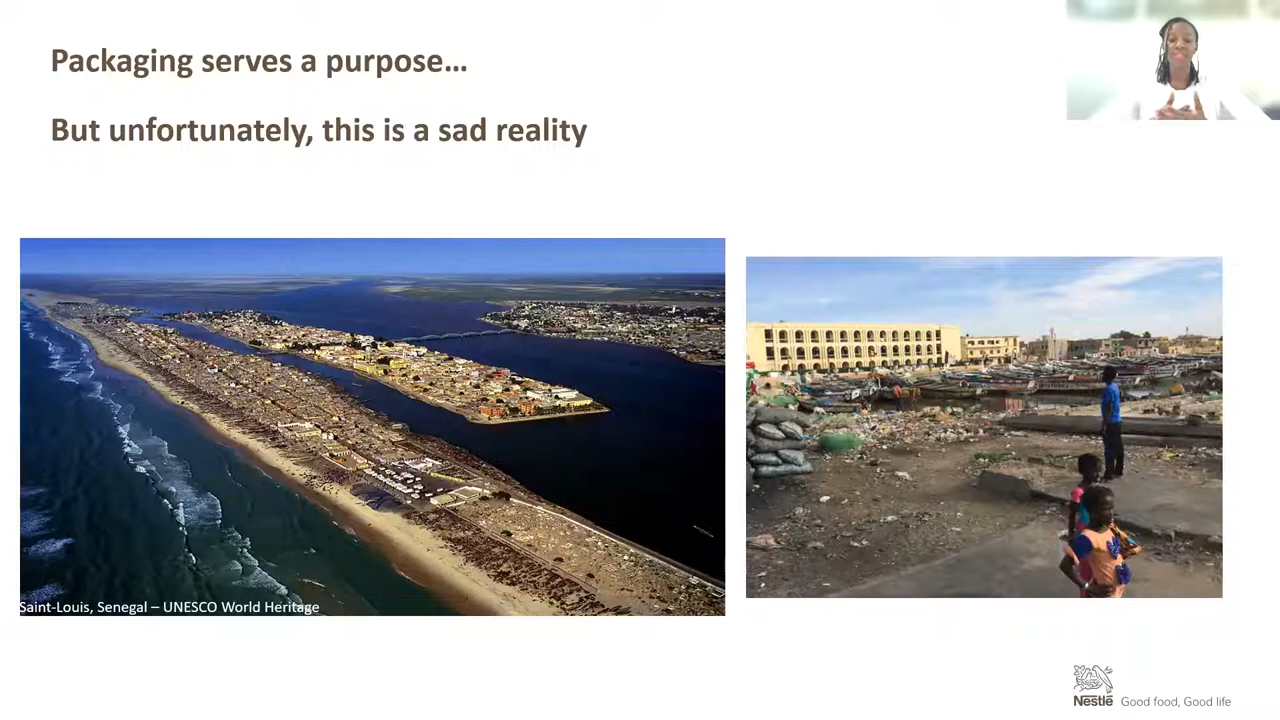 Packaging serves a purpose…
But unfortunately, this is a sad reality
Saint-Louis, Senegal – UNESCO World Heritage
Nestlé Good food, Good life